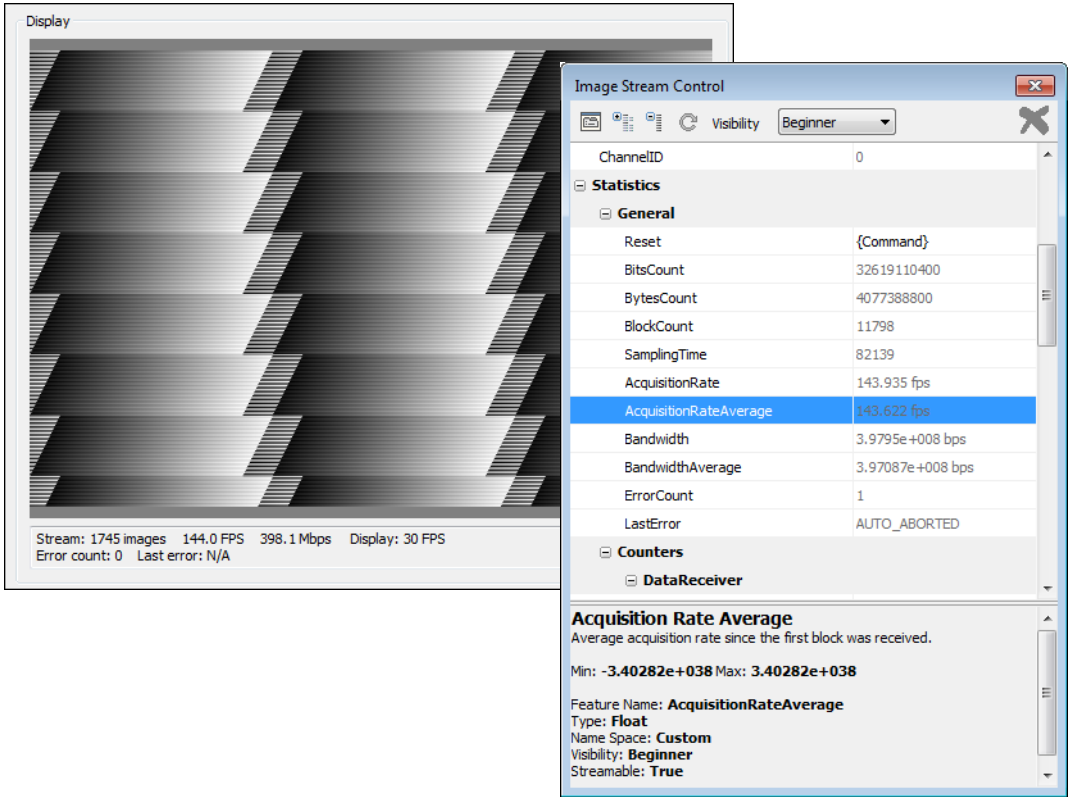 Display
Stream: 1745 images 144.0 FPS 398.1 Mbps Display: 30 FPS
Error count: 0 Last error: N/A
Image Stream Control
Visibility Beginner
ChannelID 0
Statistics
General
Reset {Command}
BitsCount 32619110400
BytesCount 4077388800
BlockCount 11798
SamplingTime 82139
AcquisitionRate 143.935 fps
AcquisitionRateAverage 143.622 fps
Bandwidth 3.9795e+008 bps
BandwidthAverage 3.97087e+008 bps
ErrorCount 1
LastError AUTO_ABORTED
Counters
DataReceiver
Acquisition Rate Average
Average acquisition rate since the first block was received.
Min: -3.40282e+038 Max: 3.40282e+038
Feature Name: AcquisitionRateAverage
Type: Float
Name Space: Custom
Visibility: Beginner
Streamable: True